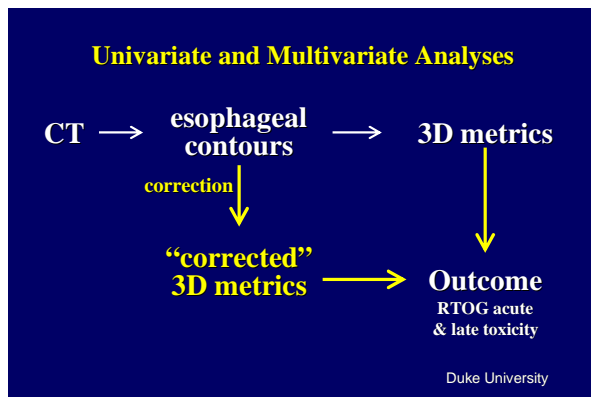 Univariate and Multivariate Analyses
CT
esophageal
contours
3D metrics
correction
“corrected”
3D metrics
Outcome
RTOG acute
& late toxicity
Duke University